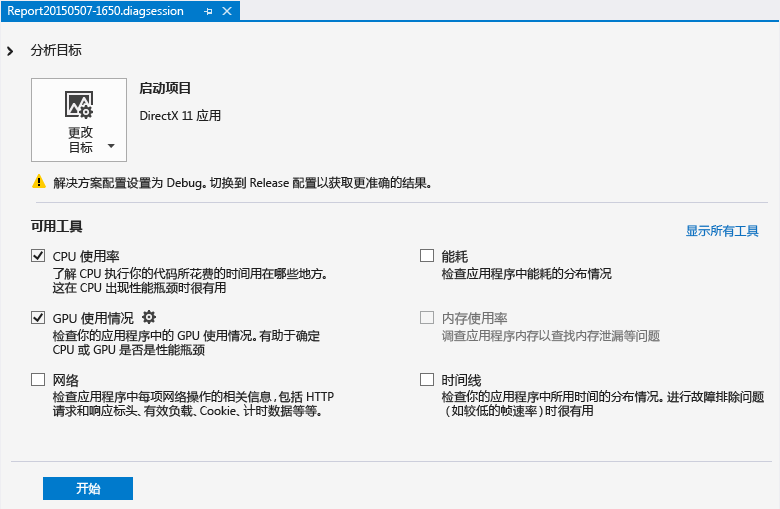 Report20150507-1650.diagsession
分析目标
更改
目标
启动项目
DirectX 11 应用
解决方案配置设置为 Debug。切换到 Release 配置以获取更准确的结果。
可用工具
显示所有工具
CPU 使用率
了解 CPU 执行你的代码所花费的时间用在哪些地方。
这在 CPU 出现性能瓶颈时很有用
能耗
检查应用程序中能耗的分布情况
GPU 使用情况
检查你的应用程序中的 GPU 使用情况。有助于确定
CPU 或 GPU 是否是性能瓶颈
内存使用率
调查应用程序内存以查找内存泄漏等问题
网络
检查应用程序中每项网络操作的相关信息，包括 HTTP
请求和响应标头、有效负载、Cookie、计时数据等等。
时间线
检查你的应用程序中所用时间的分布情况。进行故障排除问题
（如较低的帧速率）时很有用
开始